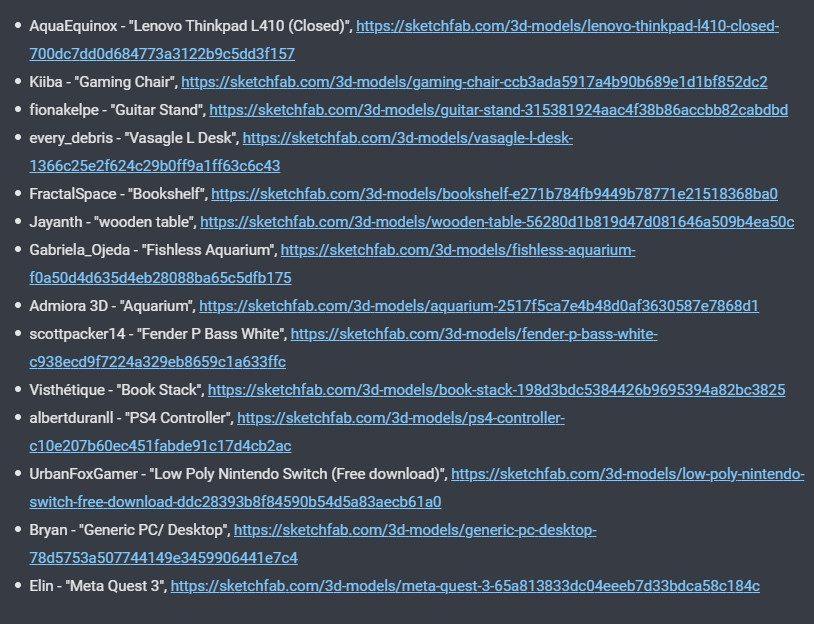 • AquaEquinox - "Lenovo Thinkpad L410 (Closed)", https://sketchfab.com/3d-models/lenovo-thinkpad-l410-closed-
700dc7dd0d684773a3122b9c5dd3f157
• Kiiba - "Gaming Chair", https://sketchfab.com/3d-models/gaming-chair-ccb3ada5917a4b90b689e1d1bf852dc2
• fionakelpe - "Guitar Stand", https://sketchfab.com/3d-models/guitar-stand-315381924aac4f38b86accbb82cabdbd
• every_debris - "Vasagle L Desk", https://sketchfab.com/3d-models/vasagle-l-desk-
1366c25e2f624c29b0ff9a1ff63c6c43
• FractalSpace - "Bookshelf", https://sketchfab.com/3d-models/bookshelf-e271b784fb9449b78771e21518368ba0
• Jayanth - "wooden table", https://sketchfab.com/3d-models/wooden-table-56280d1b819d47d081646a509b4ea50c
• Gabriela_Ojeda - "Fishless Aquarium", https://sketchfab.com/3d-models/fishless-aquarium-
f0a50d4d635d4eb28088ba65c5dfb175
• Admiora 3D - "Aquarium", https://sketchfab.com/3d-models/aquarium-2517f5ca7e4b48d0af3630587e7868d1
• scottpacker14 - "Fender P Bass White", https://sketchfab.com/3d-models/fender-p-bass-white-
c938ecd9f7224a329eb8659c1a633ffc
• Visthétique - "Book Stack", https://sketchfab.com/3d-models/book-stack-198d3bdc5384426b9695394a82bc3825
• albertduranll - "PS4 Controller", https://sketchfab.com/3d-models/ps4-controller-
c10e207b60ec451fabde91c17d4cb2ac
• UrbanFoxGamer - "Low Poly Nintendo Switch (Free download)", https://sketchfab.com/3d-models/low-poly-nintendo-
switch-free-download-ddc28393b8f84590b54d5a83aecb61a0
• Bryan - "Generic PC/ Desktop", https://sketchfab.com/3d-models/generic-pc-desktop-
78d5753a507744149e3459906441e7c4
• Elin - "Meta Quest 3", https://sketchfab.com/3d-models/meta-quest-3-65a813833dc04eeeb7d33bdca58c184c